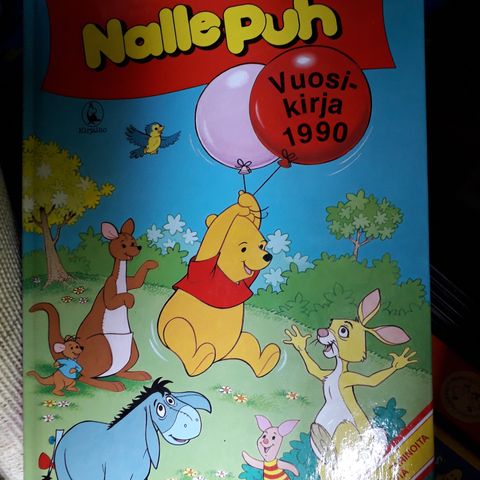 Nalle Puh
Vuosi-
kirja
1990
Kirjalito